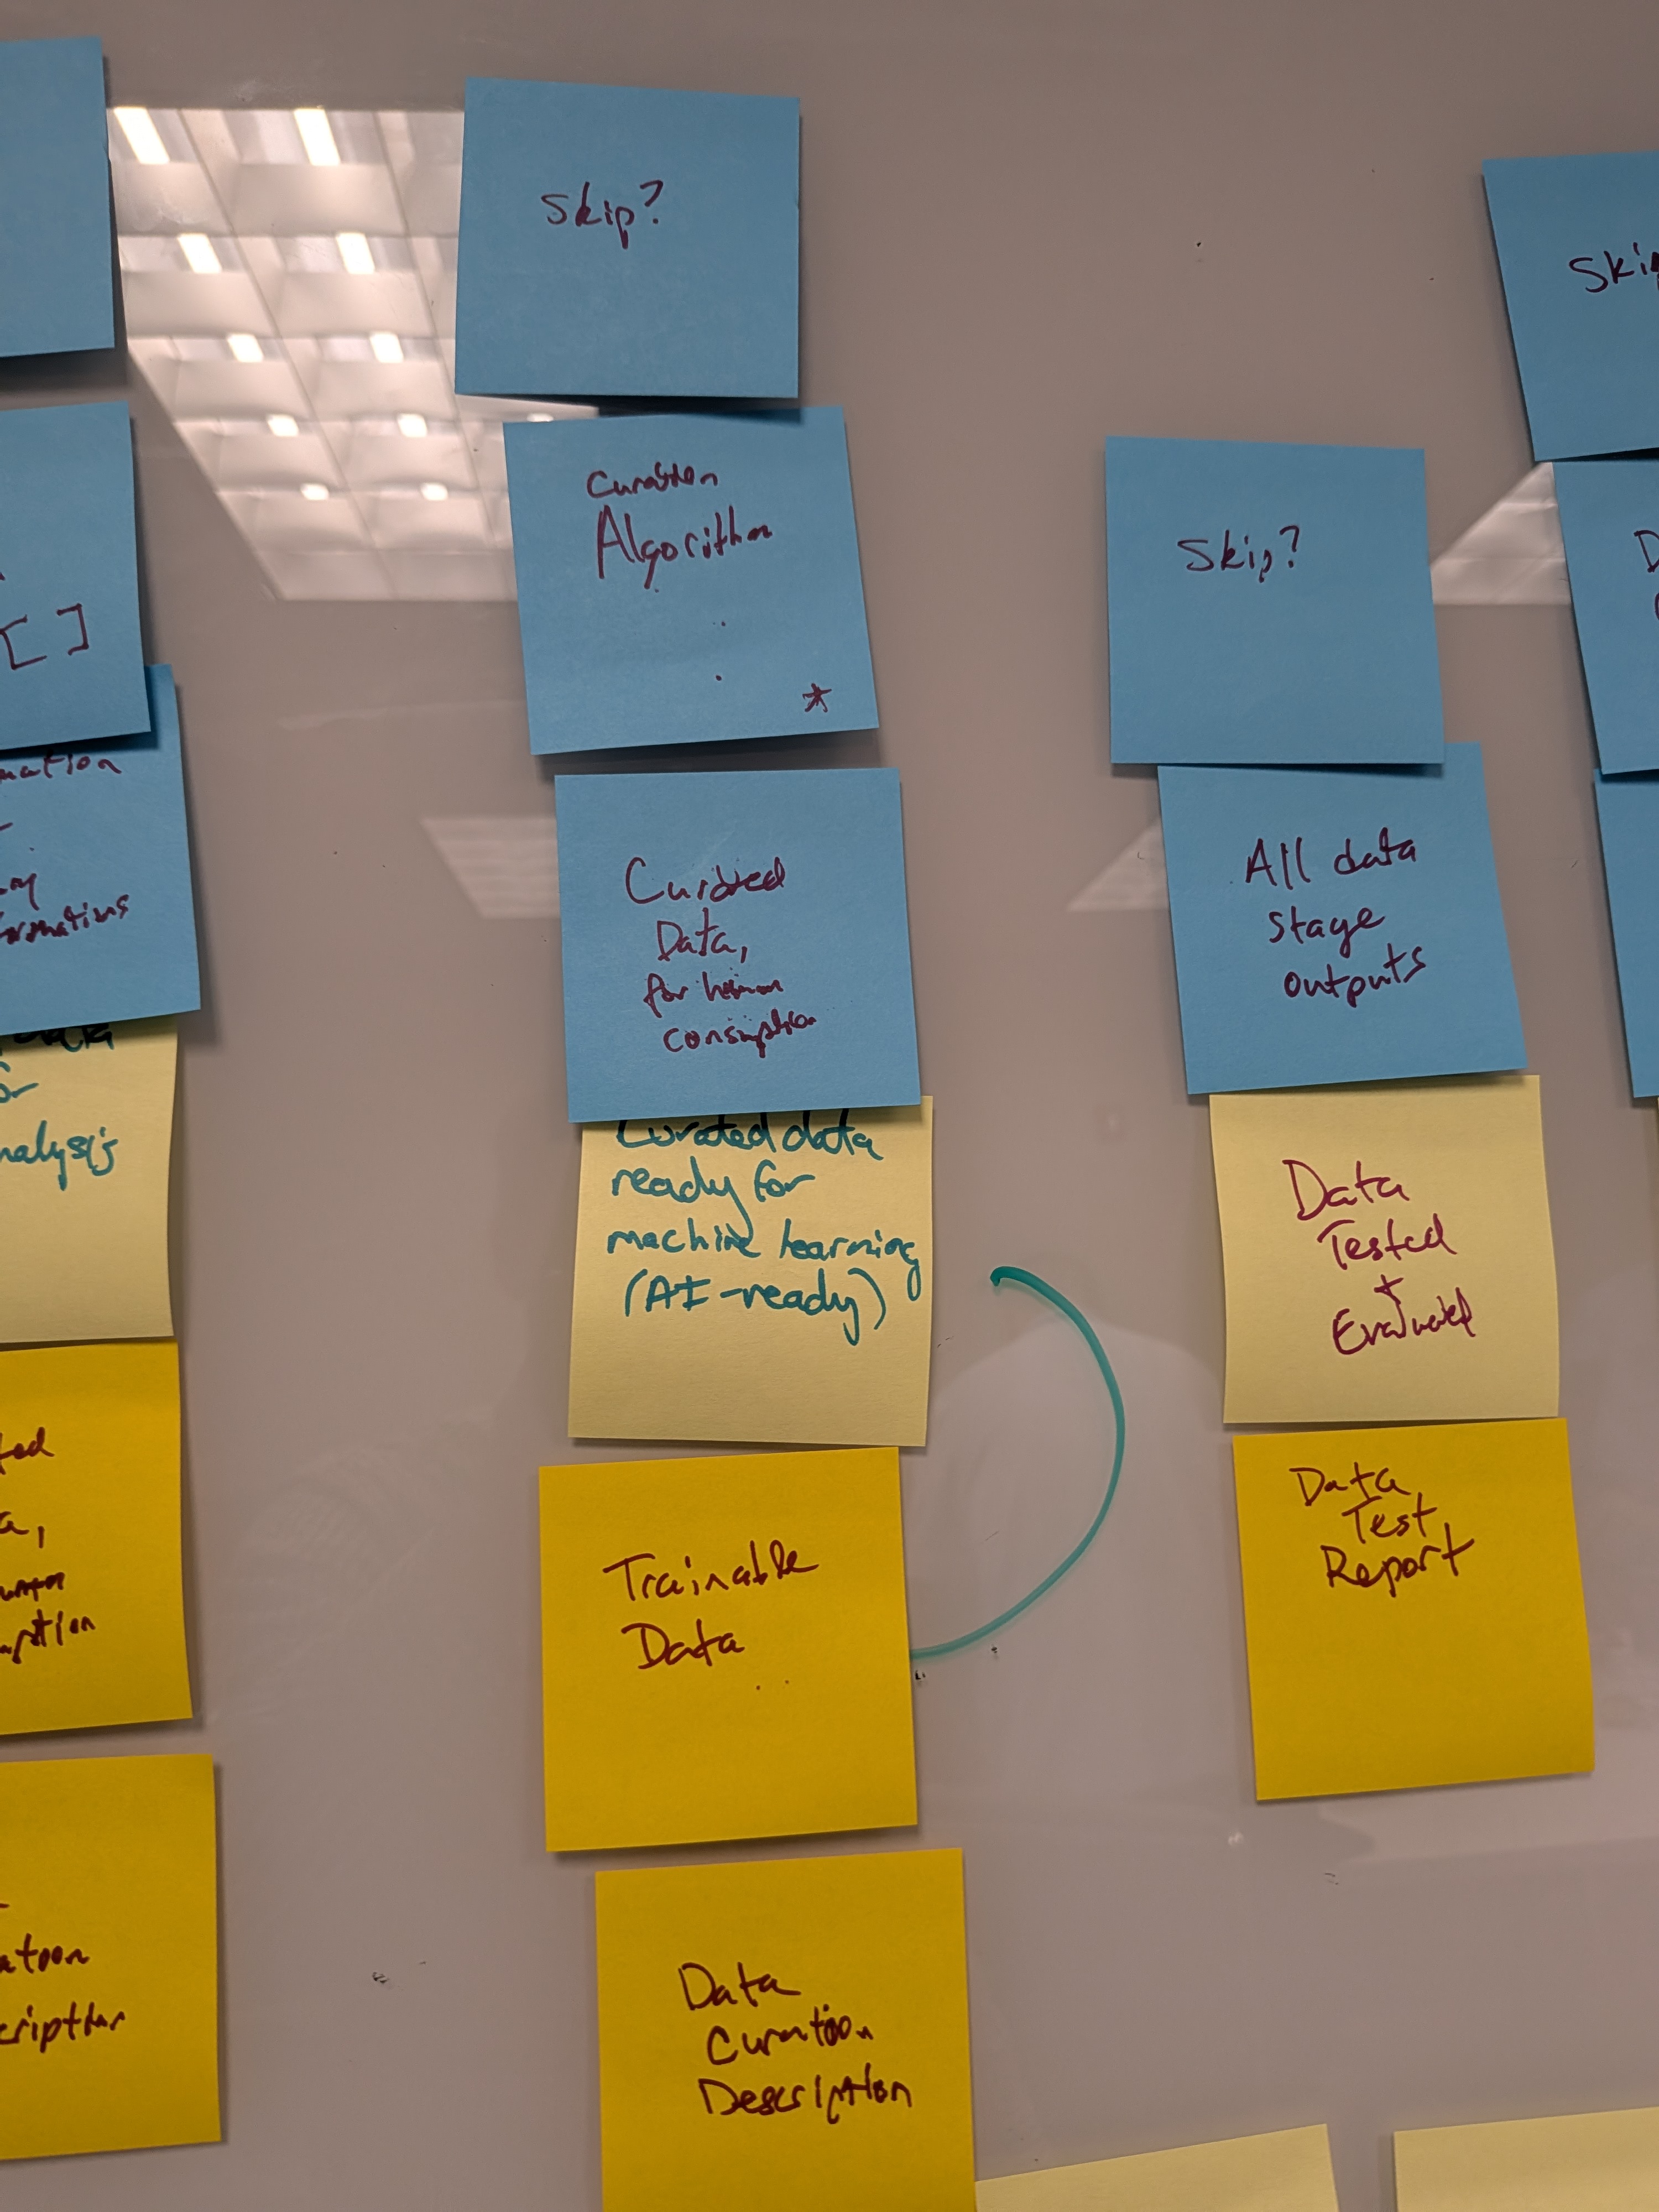 Skip?
Curation
Algorithm
*
Curated
Data,
for human
consumption
Curated data
ready for
machine learning
(AI-ready)
Trainable
Data
Data
Curation
Description
Skip?
All data
stage
outputs
Data
Tested
+
Evaluated
Data
Test
Report
[ ]